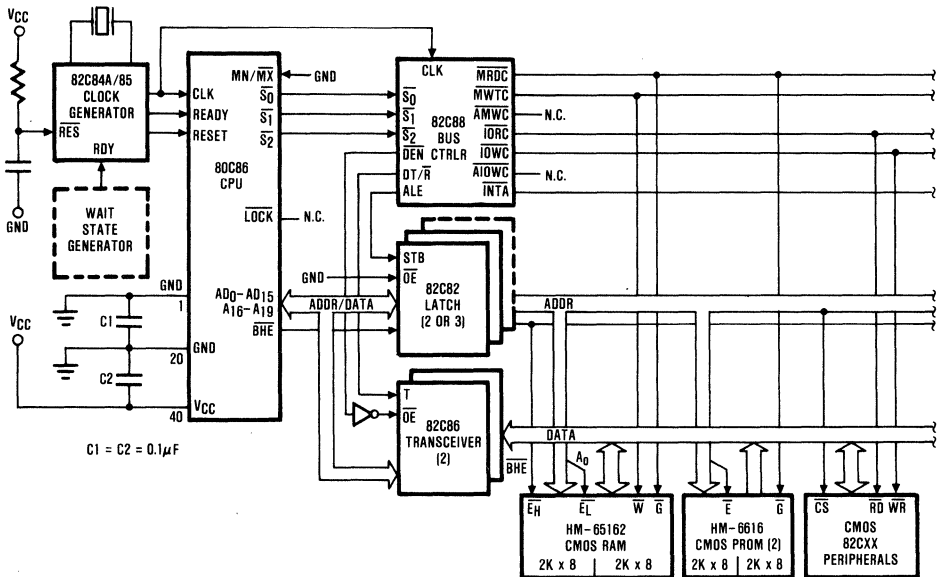 VCC
82C84A/85
CLOCK
GENERATOR
RES
RDY
GND
WAIT
STATE
GENERATOR
MN/MX
GND
CLK
READY
RESET
S0
S1
S2
80C86
CPU
LOCK
N.C.
GND
1
AD0-AD15
A16-A19
BHE
ADDR/DATA
C1
20
GND
C2
VCC
40
VCC
C1 = C2 = 0.1μF
CLK
S0
S1
S2
DEN
DT/R
ALE
82C88
BUS
CTRLR
MRDC
MWTC
AMWC
N.C.
IORC
IOWC
AIOWC
N.C.
INTA
STB
GND
OE
82C82
LATCH
(2 OR 3)
ADDR
T
OE
82C86
TRANSCEIVER
(2)
DATA
BHE
A0
EH
EL
W
G
HM-65162
CMOS RAM
2K x 8
2K x 8
E
G
HM-6616
CMOS PROM (2)
2K x 8
2K x 8
CS
RD
WR
CMOS
82CXX
PERIPHERALS